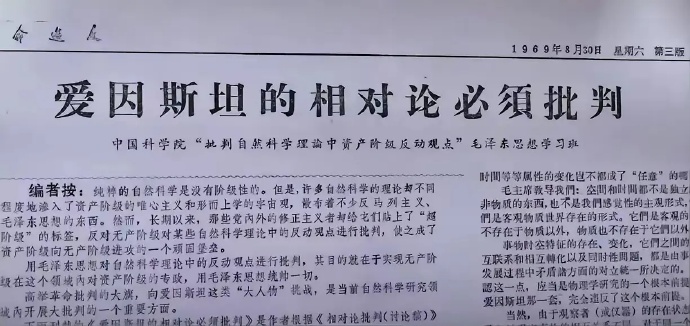 1969年8月30日 星期六 第三版
爱因斯坦的相对论必须批判
中国科学院“批判自然科学理论中资产阶级反动观点”毛泽东思想学习班
编者按：纯粹的自然科学是没有阶级性的。但是，许多自然科学的理论却不同
程度地渗入了资产阶级的唯心主义和形而上学的宇宙观，散布着不少反马列主义、
毛泽东思想的东西。然而，长期以来，那些党内外的修正主义者却给它们贴上了“超
阶级”的标签，反对无产阶级对某些自然科学理论中的反动观点进行批判，使之成了
资产阶级向无产阶级进攻的一个顽固堡垒。
用毛泽东思想对自然科学理论中的反动观点进行批判，其目的就在于实现无产阶
级在这个领域内对资产阶级的专政，用毛泽东思想统帅一切。
高举革命批判的大旗，向爱因斯坦这类“大人物”挑战，是当前自然科学研究领
域内开展大批判的一个重要方面。
下面刊载的《爱因斯坦的相对论必须批判》是作者根据《相对论批判(讨论稿)》
时间等等属性的变化岂不都成了“任意”的
毛主席教导我们：空间和时间都不是独立
非物质的东西，也不是我们感觉性的主观形式，
们是客观物质世界存在的形式。它们是客观的
不存在于物质以外，物质也不存在于它们以外
事物时空特征的存在、变化，它们之间的
互联系和相互转化以及同时性问题，都是由事
发展过程中矛盾诸方面的对立统一所决定的。
认这一点，应当是物理学研究的一个根本前提
爱因斯坦那一套，完全违反了这个根本前提。
当然，由于观察者（或仪器）的存在状态